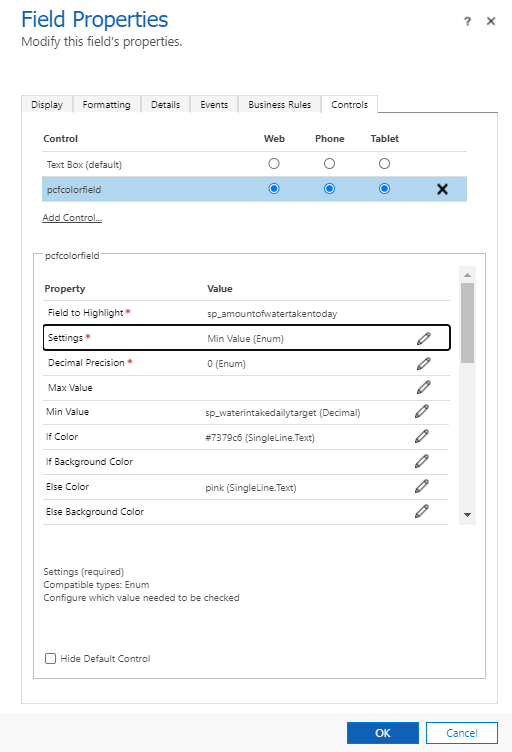 Field Properties
? ×
Modify this field's properties.
Display Formatting Details Events Business Rules Controls
Control Web Phone Tablet
Text Box (default)
pcfcolorfield
Add Control...
pcfcolorfield
Property Value
Field to Highlight * sp_amountofwatertakentoday
Settings * Min Value (Enum)
Decimal Precision * 0 (Enum)
Max Value
Min Value sp_waterintakedailytarget (Decimal)
If Color #7379c6 (SingleLine.Text)
If Background Color
Else Color pink (SingleLine.Text)
Else Background Color
Settings (required)
Compatible types: Enum
Configure which value needed to be checked
Hide Default Control
OK Cancel